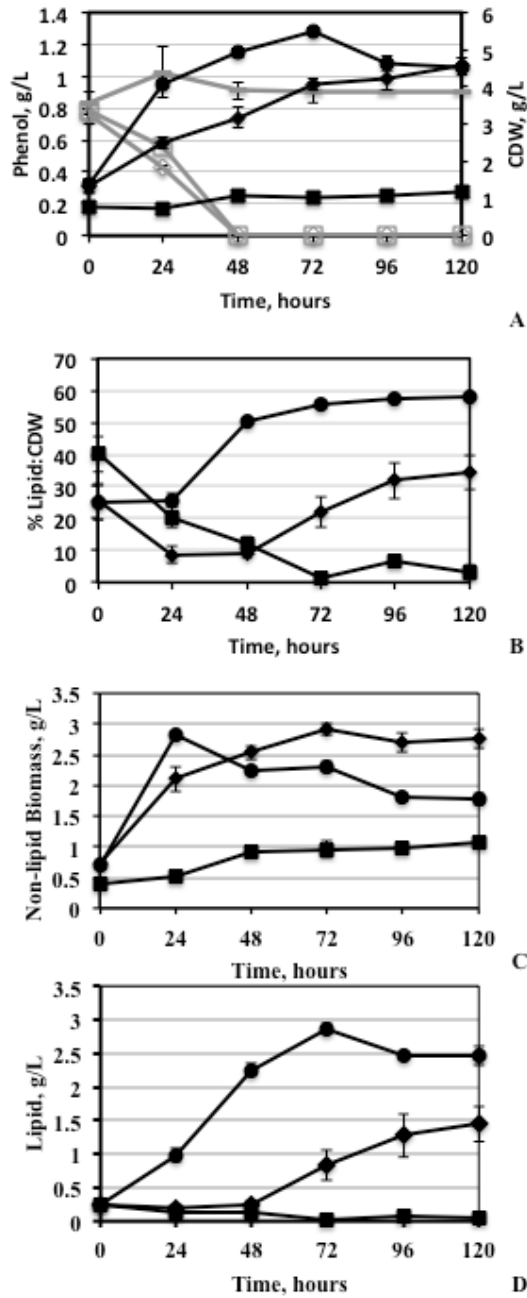 Phenol, g/L
1.4
1.2
1
0.8
0.6
0.4
0.2
0
6
5
4
3
2
1
0
CDW, g/L
0 24 48 72 96 120
Time, hours
A
% Lipid:CDW
70
60
50
40
30
20
10
0
0 24 48 72 96 120
Time, hours
B
Non-lipid Biomass, g/L
3.5
3
2.5
2
1.5
1
0.5
0
0 24 48 72 96 120
Time, hours
C
Lipid, g/L
3.5
3
2.5
2
1.5
1
0.5
0
0 24 48 72 96 120
Time, hours
D